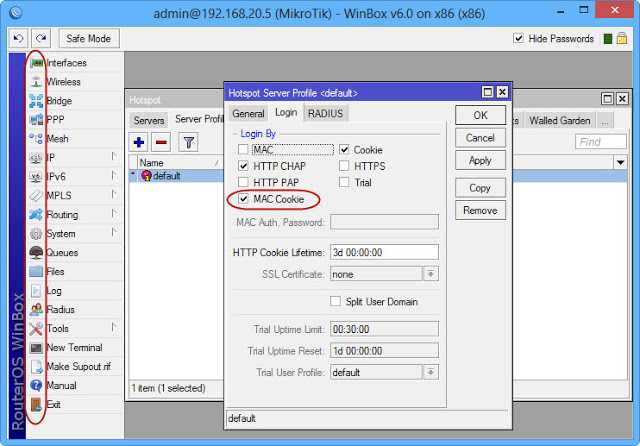 admin@192.168.20.5 (MikroTik) - WinBox v6.0 on x86 (x86)
Safe Mode
Hide Passwords
RouterOS WinBox
Interfaces
Wireless
Bridge
PPP
Mesh
IP
IPv6
MPLS
Routing
System
Queues
Files
Log
Radius
Tools
New Terminal
Make Supout.rif
Manual
Exit
Hotspot
Servers
Server Profil
Walled Garden
...
Find
Name
* default
1 item (1 selected)
Hotspot Server Profile <default>
General
Login
RADIUS
Login By
MAC
Cookie
HTTP CHAP
HTTPS
HTTP PAP
Trial
MAC Cookie
MAC Auth. Password:
HTTP Cookie Lifetime: 3d 00:00:00
SSL Certificate: none
Split User Domain
Trial Uptime Limit: 00:30:00
Trial Uptime Reset: 1d 00:00:00
Trial User Profile: default
default
OK
Cancel
Apply
Copy
Remove